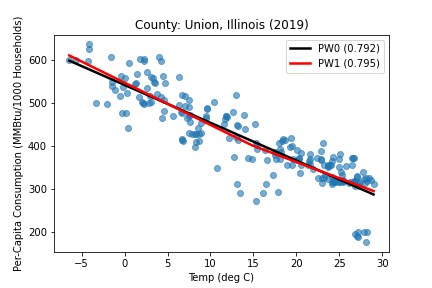 County: Union, Illinois (2019)
PW0 (0.792)
PW1 (0.795)
Per-Capita Consumption (MMBtu/1000 Households)
600
500
400
300
200
−5 0 5 10 15 20 25 30
Temp (deg C)